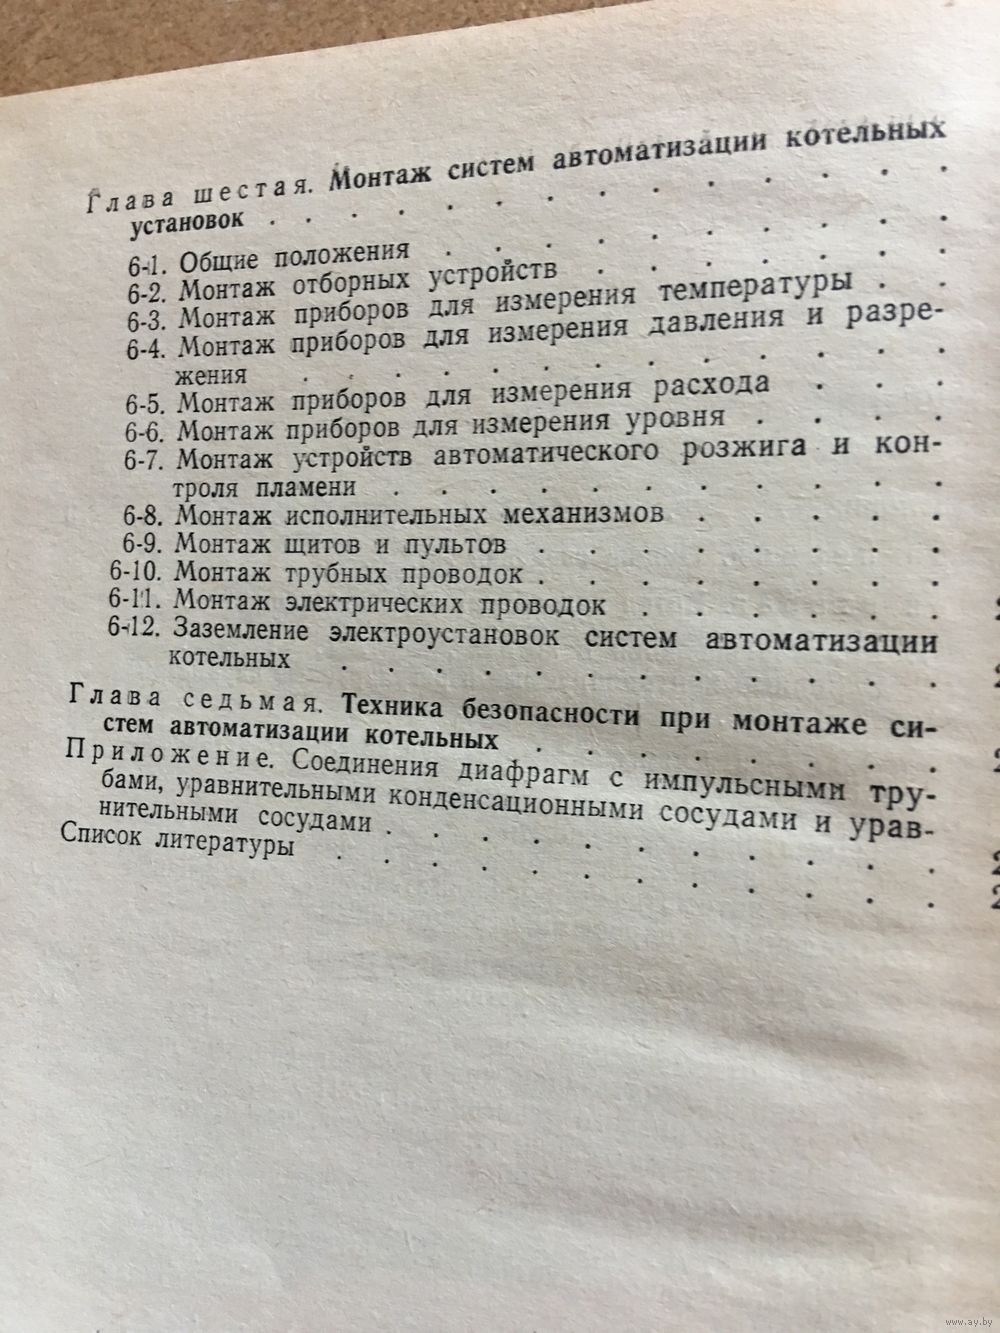 Глава шестая. Монтаж систем автоматизации котельных
установок . . . . . . . . . . . . . .
6-1. Общие положения . . . . . . . . . .
6-2. Монтаж отборных устройств . . . . . . .
6-3. Монтаж приборов для измерения температуры . .
6-4. Монтаж приборов для измерения давления и разре-
жения . . . . . . . . . . . . .
6-5. Монтаж приборов для измерения расхода . . .
6-6. Монтаж приборов для измерения уровня . . . .
6-7. Монтаж устройств автоматического розжига и кон-
троля пламени . . . . . . . . . . .
6-8. Монтаж исполнительных механизмов . . . . .
6-9. Монтаж щитов и пультов . . . . . . . .
6-10. Монтаж трубных проводок . . . . . . . .
6-11. Монтаж электрических проводок . . . . . .
6-12. Заземление электроустановок систем автоматизации
котельных . . . . . . . . . . . .
Глава седьмая. Техника безопасности при монтаже си-
стем автоматизации котельных . . . . . . . .
Приложение. Соединения диафрагм с импульсными тру-
бами, уравнительными конденсационными сосудами и урав-
нительными сосудами . . . . . . . . . . .
Список литературы . . . . . . . . . . . .
www.ay.by